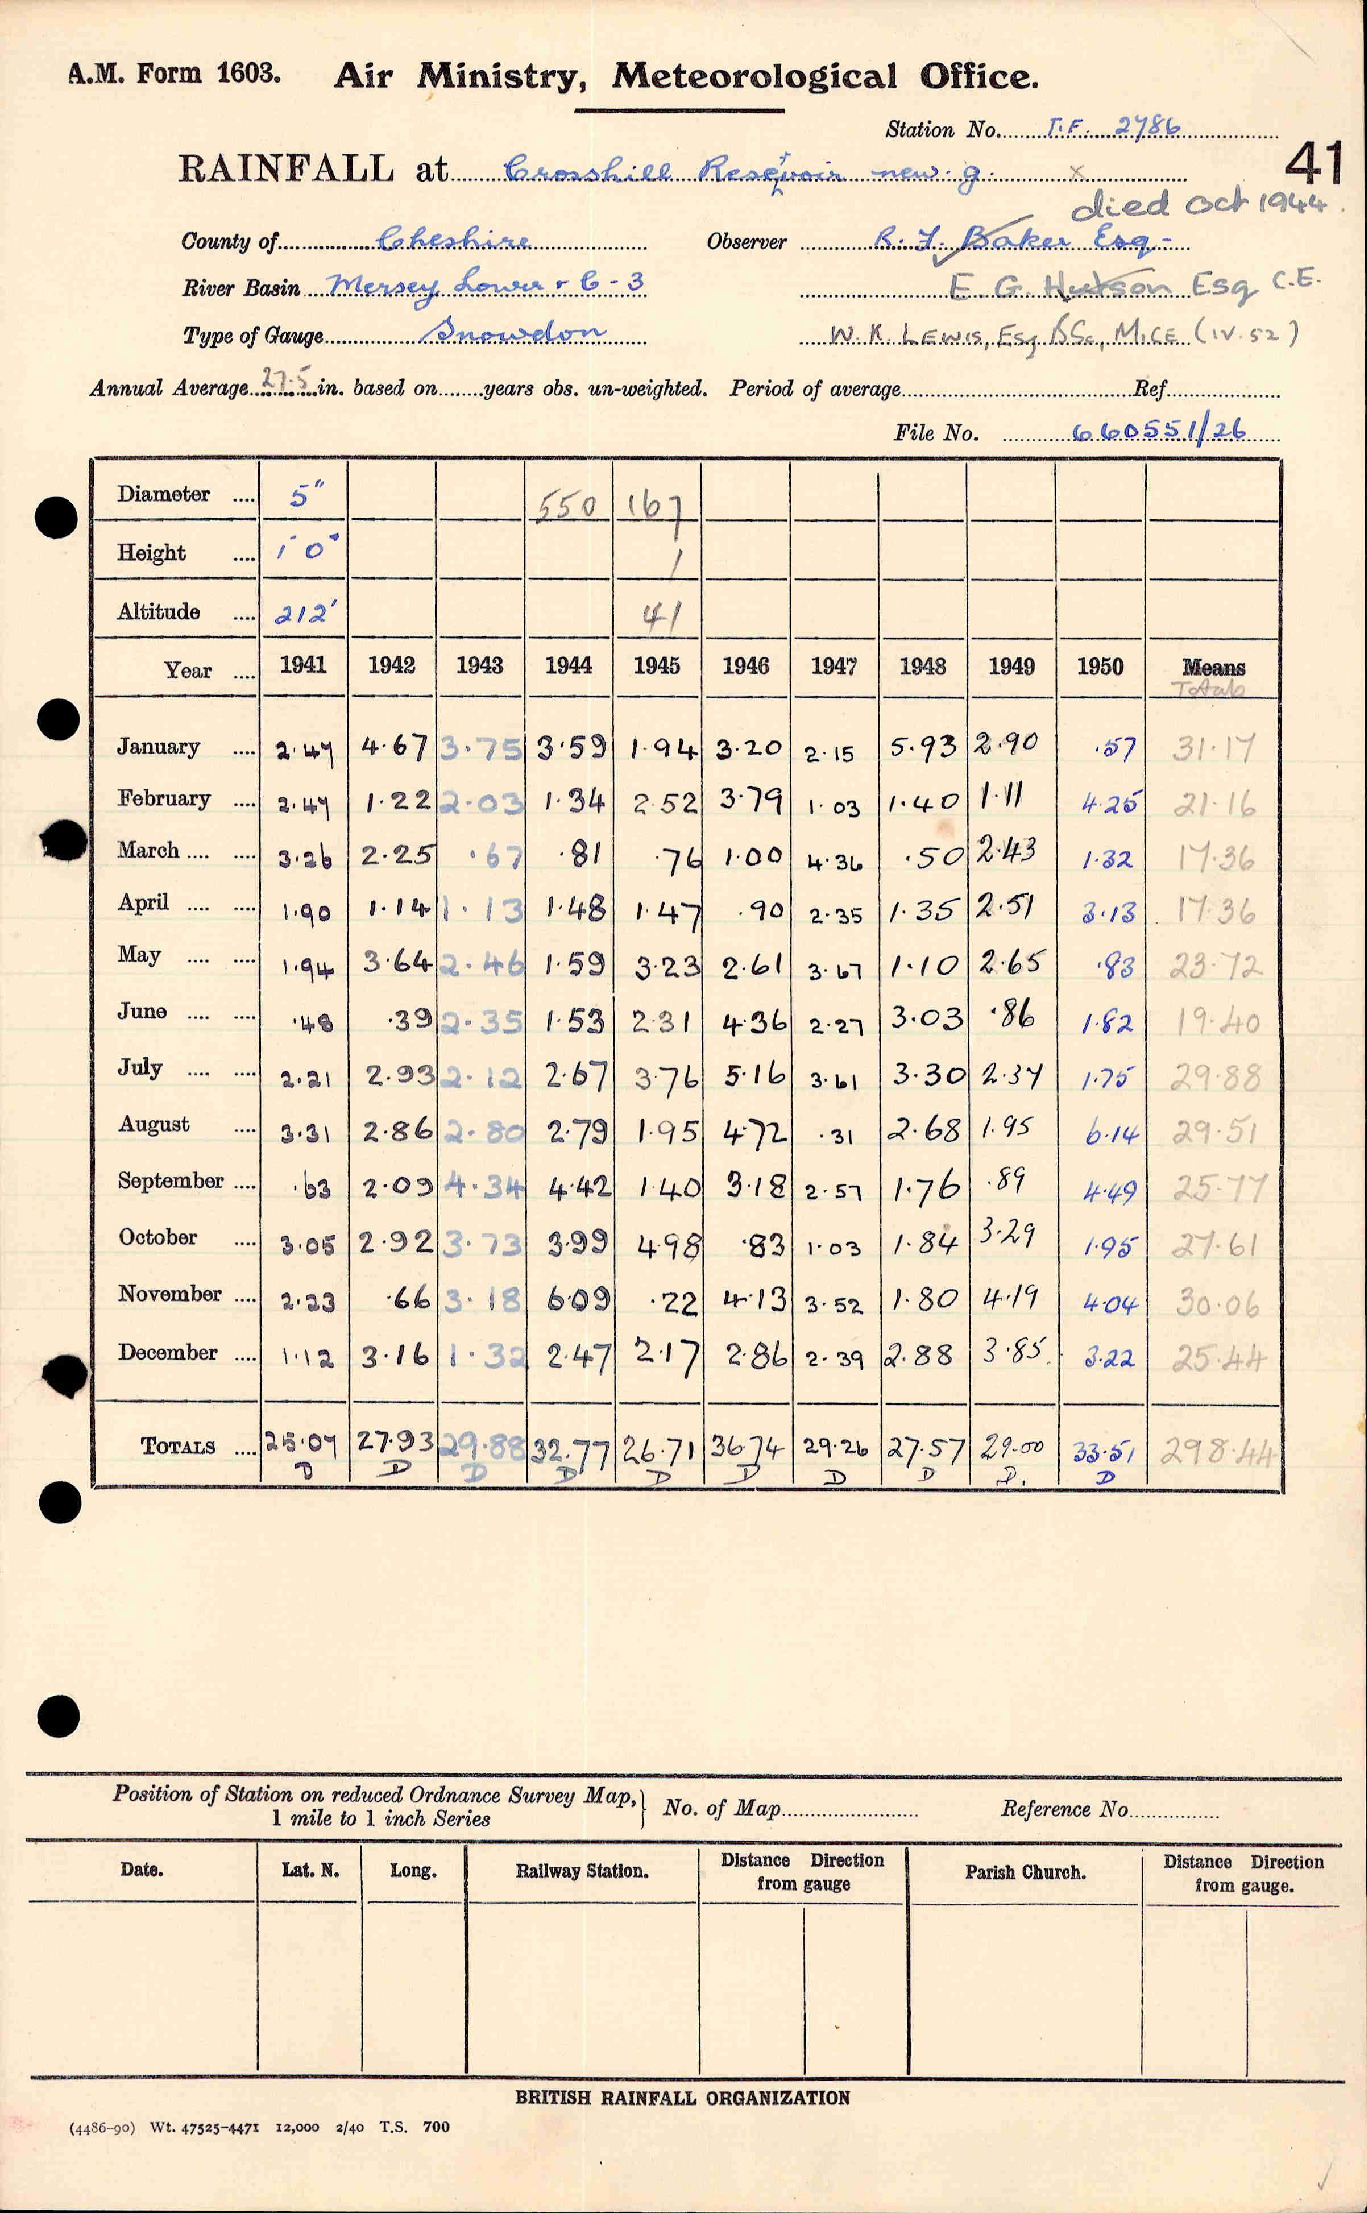 A.M. Form 1603. Air Ministry, Meteorological Office.
Station No. T.F. 2786
RAINFALL at Crosshill Resevoir new. g. x
41
died Oct 1944.
County of Cheshire Observer R. F. Baker Esq-
River Basin Mersey Lower + C-3 E. G. Hutson Esq C.E.
Type of Gauge Snowdon W. K. LEWIS, Esq BSc., M.I.C.E. (IV.52)
Annual Average 27.5 in. based on years obs. un-weighted. Period of average Ref.
File No. 660551/26
Diameter .... 5" 550 167
Height .... 1' 0" 1
Altitude .... 212' 41
Year .... 1941 1942 1943 1944 1945 1946 1947 1948 1949 1950 Means
Totals
January .... 2.47 4.67 3.75 3.59 1.94 3.20 2.15 5.93 2.90 .57 31.17
February .... 2.47 1.22 2.03 1.34 2.52 3.79 1.03 1.40 1.11 4.25 21.16
March .... .... 3.26 2.25 .67 .81 .76 1.00 4.36 .50 2.43 1.32 17.36
April .... .... 1.90 1.14 1.13 1.48 1.47 .90 2.35 1.35 2.51 3.13 17.36
May .... .... 1.94 3.64 2.46 1.59 3.23 2.61 3.67 1.10 2.65 .83 23.72
June .... .... .48 .39 2.35 1.53 2.31 4.36 2.27 3.03 .86 1.82 19.40
July .... .... 2.21 2.93 2.12 2.67 3.76 5.16 3.61 3.30 2.37 1.75 29.88
August .... 3.31 2.86 2.80 2.79 1.95 4.72 .31 2.68 1.95 6.14 29.51
September .... .63 2.09 4.34 4.42 1.40 3.18 2.57 1.76 .89 4.49 25.77
October .... 3.05 2.92 3.73 3.99 4.98 .83 1.03 1.84 3.29 1.95 27.61
November .... 2.23 .66 3.18 6.09 .22 4.13 3.52 1.80 4.19 4.04 30.06
December .... 1.12 3.16 1.32 2.47 2.17 2.86 2.39 2.88 3.85 3.22 25.44
TOTALS .... 25.07 27.93 29.88 32.77 26.71 36.74 29.26 27.57 29.00 33.51 298.44
D D D D D D D D D. D
Position of Station on reduced Ordnance Survey Map, 1 mile to 1 inch Series } No. of Map Reference No.
Date. Lat. N. Long. Railway Station. Distance Direction from gauge Parish Church. Distance Direction from gauge.
BRITISH RAINFALL ORGANIZATION
(4486-90) Wt. 47525-4471 12,000 2/40 T.S. 700